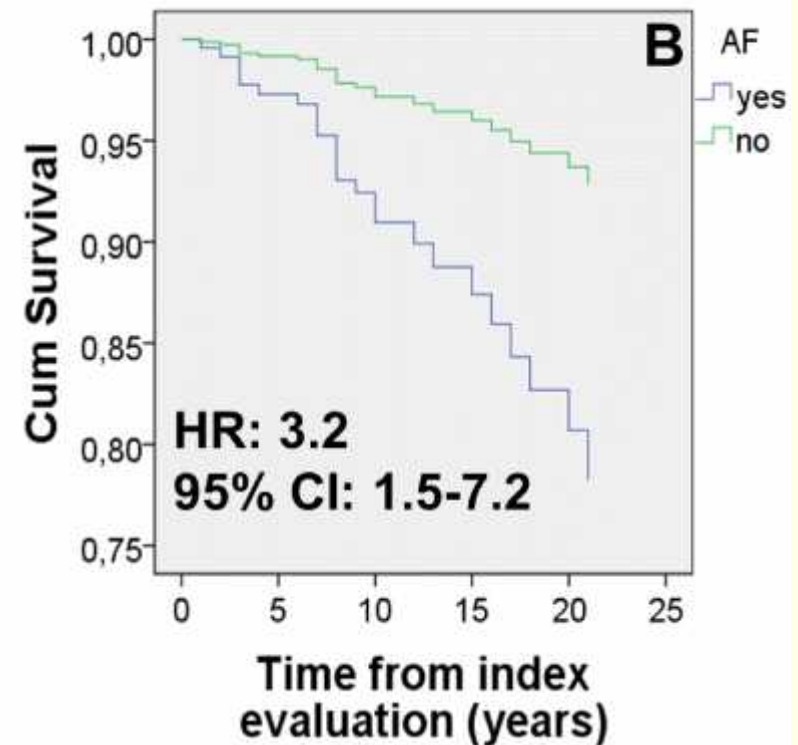 B
AF
yes
no
Cum Survival
1,00
0,95
0,90
0,85
0,80
0,75
HR: 3.2
95% CI: 1.5-7.2
0 5 10 15 20 25
Time from index
evaluation (years)